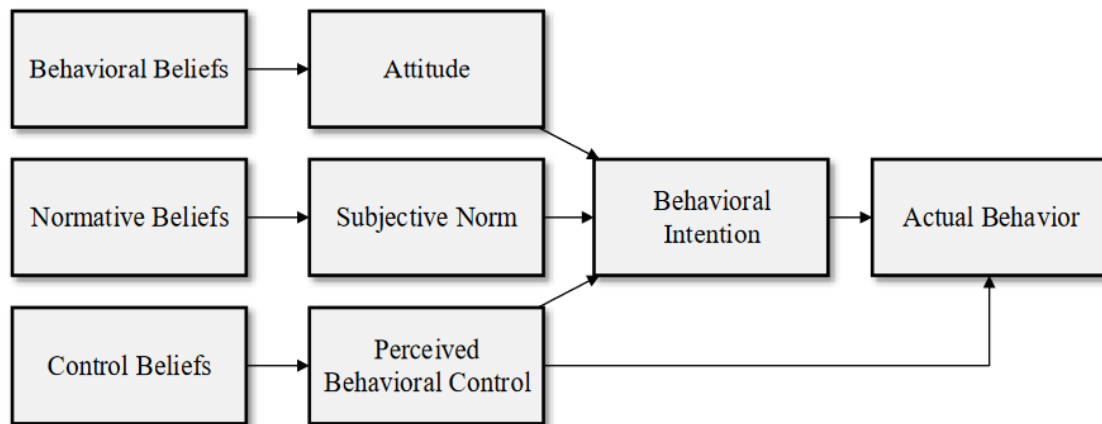 Behavioral Beliefs
Attitude
Normative Beliefs
Subjective Norm
Behavioral
Intention
Actual Behavior
Control Beliefs
Perceived
Behavioral Control